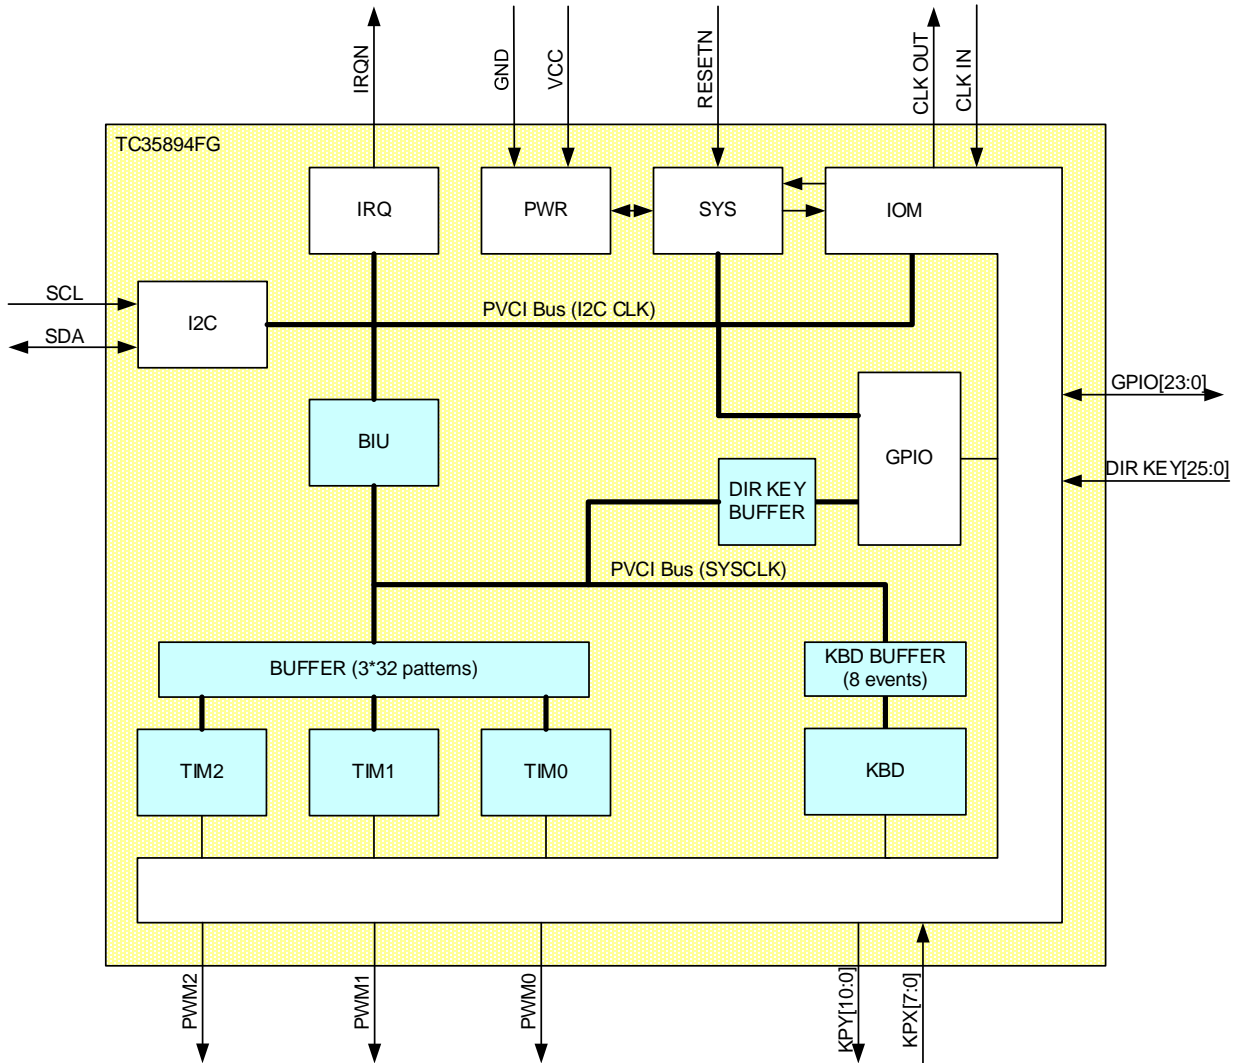 IRQN
GND
VCC
RESETN
CLK OUT
CLK IN
TC35894FG
IRQ
PWR
SYS
IOM
SCL
SDA
I2C
PVCI Bus (I2C CLK)
GPIO[23:0]
BIU
GPIO
DIR KEY[25:0]
DIR KEY
BUFFER
PVCI Bus (SYSCLK)
BUFFER (3*32 patterns)
KBD BUFFER
(8 events)
TIM2
TIM1
TIM0
KBD
PWM2
PWM1
PWM0
KPY[10:0]
KPX[7:0]